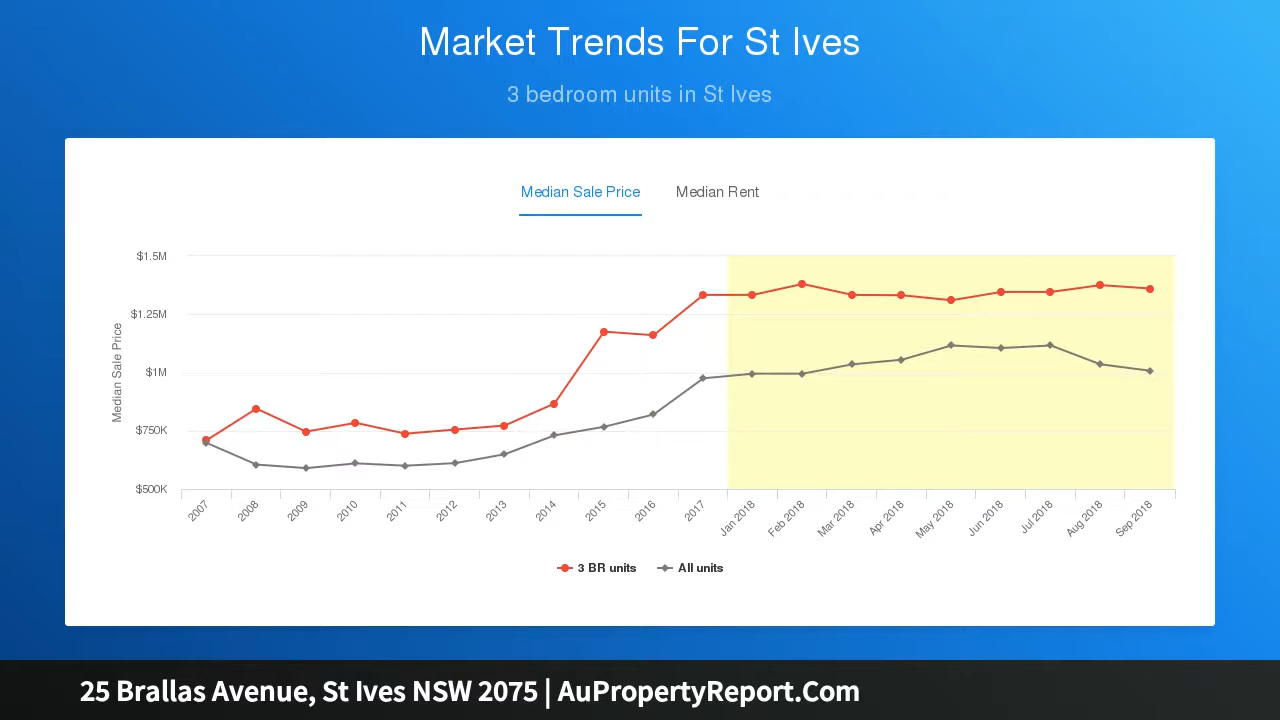 Market Trends For St Ives
3 bedroom units in St Ives
Median Sale Price Median Rent
$1.5M
$1.25M
$1M
$750K
$500K
Median Sale Price
2007 2008 2009 2010 2011 2012 2013 2014 2015 2016 2017 Jan 2018 Feb 2018 Mar 2018 Apr 2018 May 2018 Jun 2018 Jul 2018 Aug 2018 Sep 2018
3 BR units All units
25 Brallas Avenue, St Ives NSW 2075 | AuPropertyReport.Com